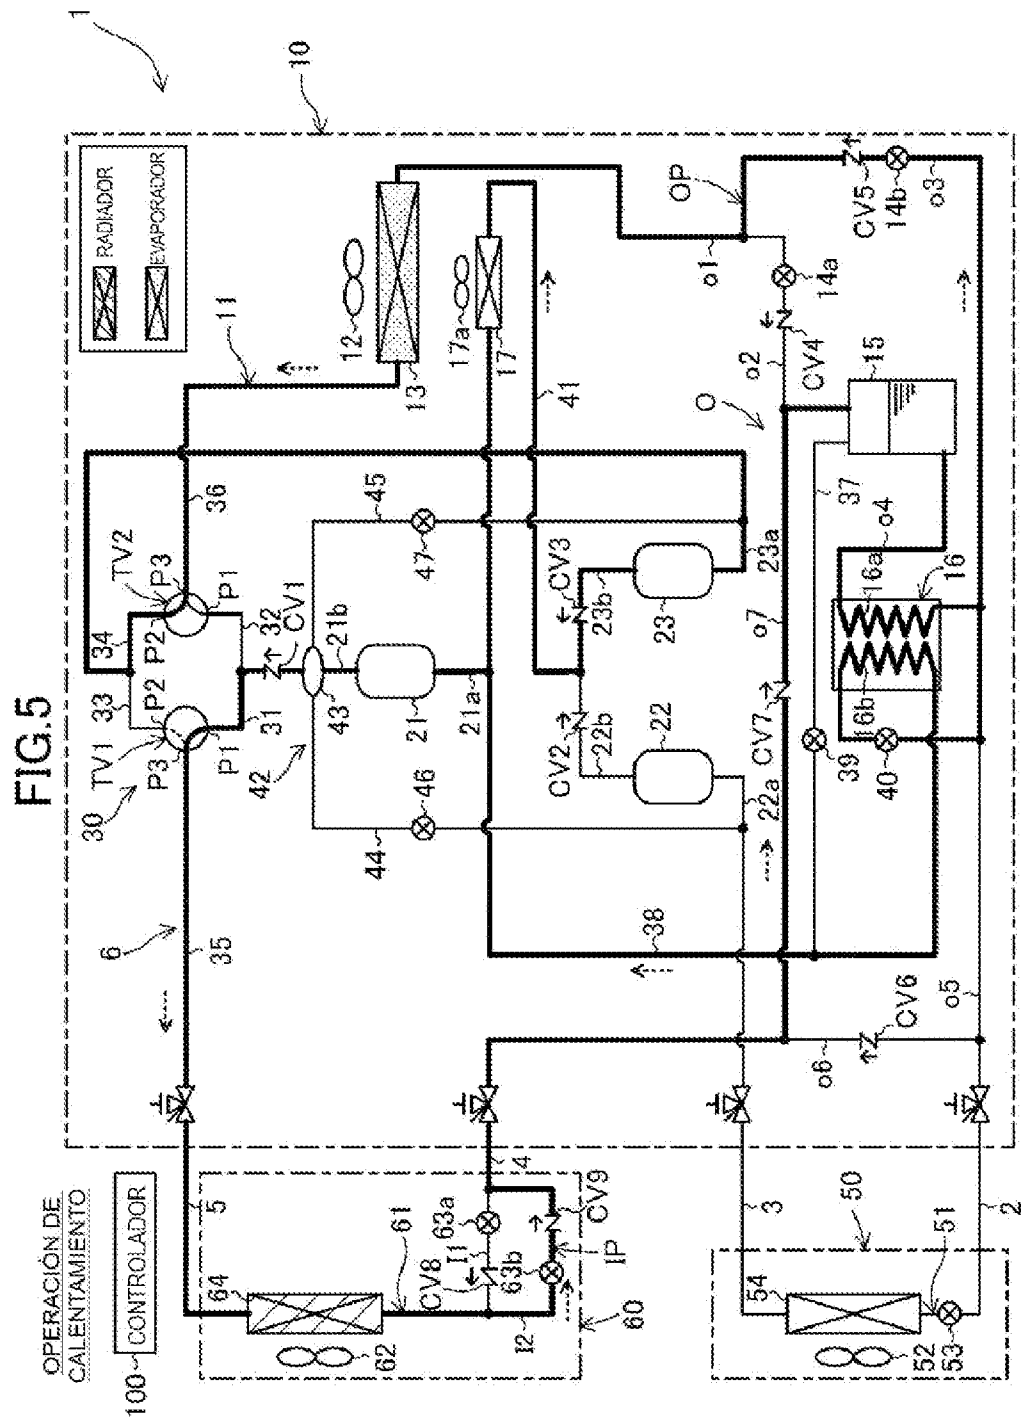 FIG.5
OPERACIÓN DE
CALENTAMIENTO
100
CONTROLADOR
1
10
RADIADOR
EVAPORADOR
11
12
13
17a
17
41
OP
o1
14a
o2
CV4
CV5
14b
o3
15
O
37
o4
16a
16
16b
39
40
o7
CV7
36
TV2
P3
P1
P2
34
33
32
CV1
TV1
P2
P3
P1
31
30
45
47
CV3
23b
23
23a
21b
21
21a
43
42
46
44
CV2
22b
22
22a
6
35
38
CV6
o6
o5
5
4
3
2
64
61
62
63a
I1
CV8
63b
CV9
IP
I2
60
50
54
51
52
53